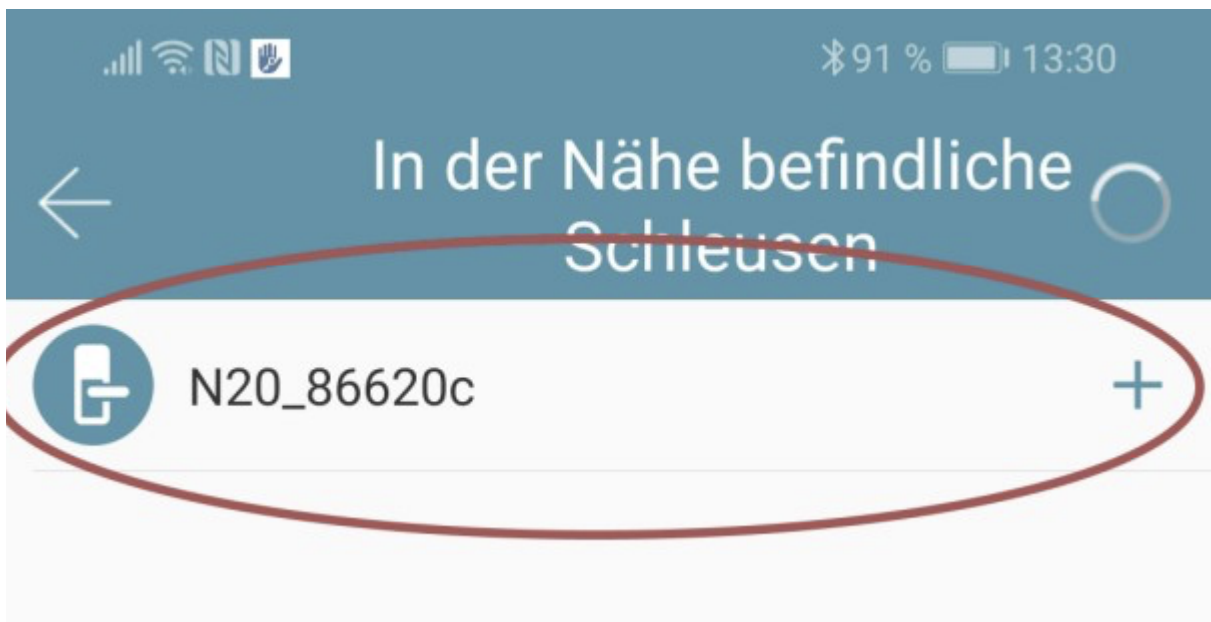 91 % 13:30
In der Nähe befindliche
Schleusen
N20_86620c